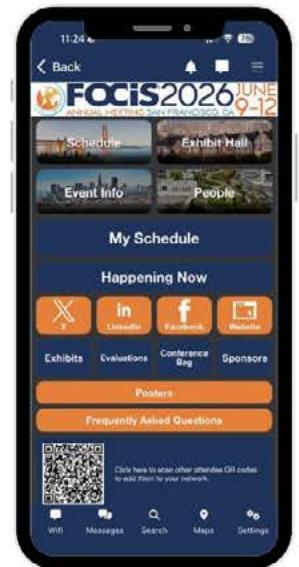 11:24
Back
FOCiS2026 JUNE 9-12
ANNUAL MEETING SAN FRANCISCO, CA
Schedule Exhibit Hall
Event Info People
My Schedule
Happening Now
X LinkedIn Facebook Website
Exhibits Evaluations Conference Bag Sponsors
Posters
Frequently Asked Questions
Click here to scan other attendee QR codes
to add them to your network.
Wifi Messages Search Maps Settings